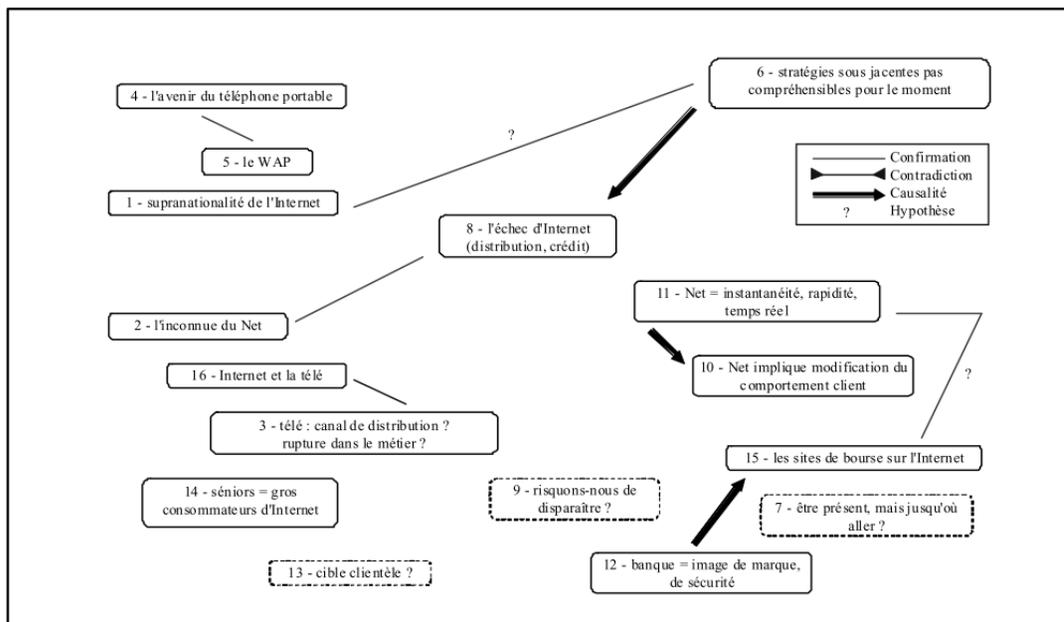 6 - stratégies sous jacentes pas
compréhensibles pour le moment
4 - l'avenir du téléphone portable
?
5 - le WAP
Confirmation
Contradiction
Causalité
? Hypothèse
1 - supranationalité de l'Internet
8 - l'échec d'Internet
(distribution, crédit)
11 - Net = instantanéité, rapidité,
temps réel
2 - l'inconnue du Net
10 - Net implique modification du
comportement client
?
16 - Internet et la télé
3 - télé : canal de distribution ?
rupture dans le métier ?
15 - les sites de bourse sur l'Internet
14 - séniors = gros
consommateurs d'Internet
9 - risquons-nous de
disparaître ?
7 - être présent, mais jusqu'où
aller ?
13 - cible clientèle ?
12 - banque = image de marque,
de sécurité